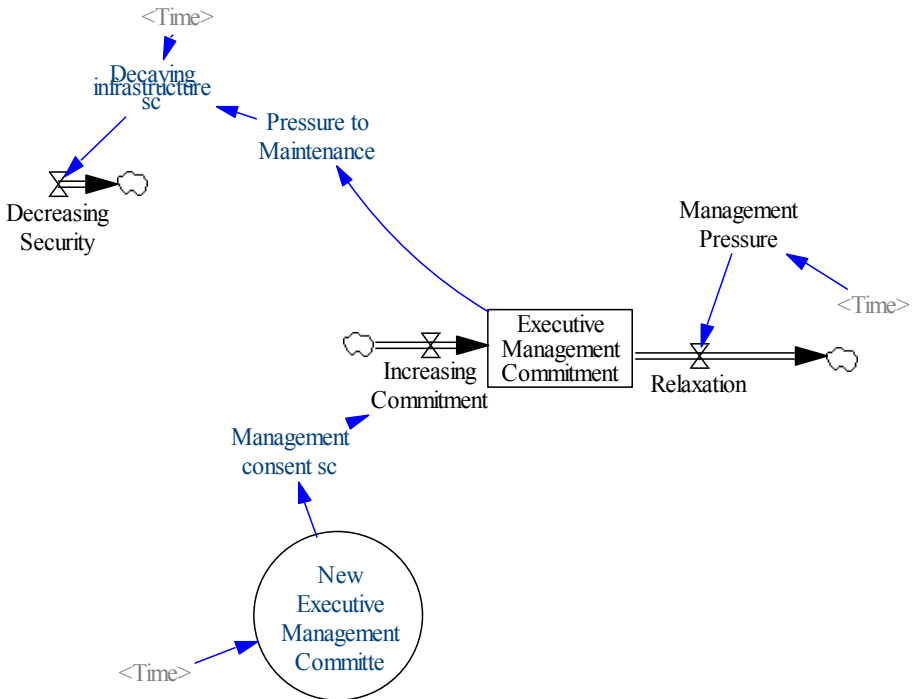 <Time>
Decaying
infrastructure
sc
Pressure to
Maintenance
Decreasing
Security
Management
Pressure
<Time>
Executive
Management
Commitment
Increasing
Commitment
Relaxation
Management
consent sc
New
Executive
Management
Committe
<Time>